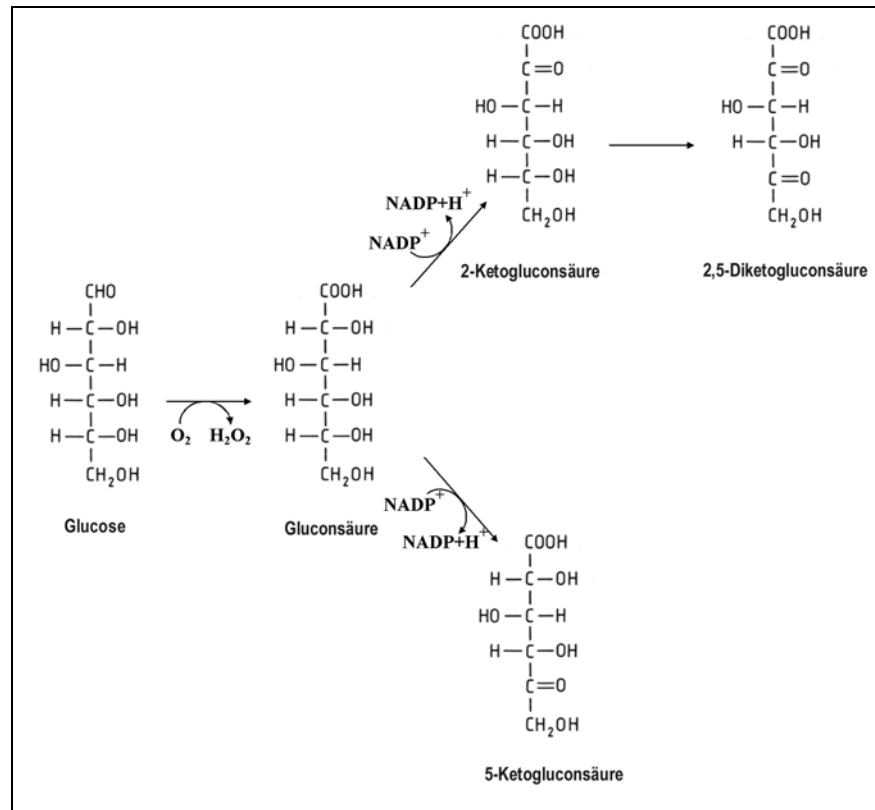 COOH
C=O
HO—C—H
H—C—OH
H—C—OH
CH₂OH
2-Ketogluconsäure
COOH
C=O
HO—C—H
H—C—OH
C=O
CH₂OH
2,5-Diketogluconsäure
NADP+H⁺
NADP⁺
CHO
H—C—OH
HO—C—H
H—C—OH
H—C—OH
CH₂OH
Glucose
O₂ H₂O₂
COOH
H—C—OH
HO—C—H
H—C—OH
H—C—OH
CH₂OH
Gluconsäure
NADP⁺
NADP+H⁺
COOH
H—C—OH
HO—C—H
H—C—OH
C=O
CH₂OH
5-Ketogluconsäure